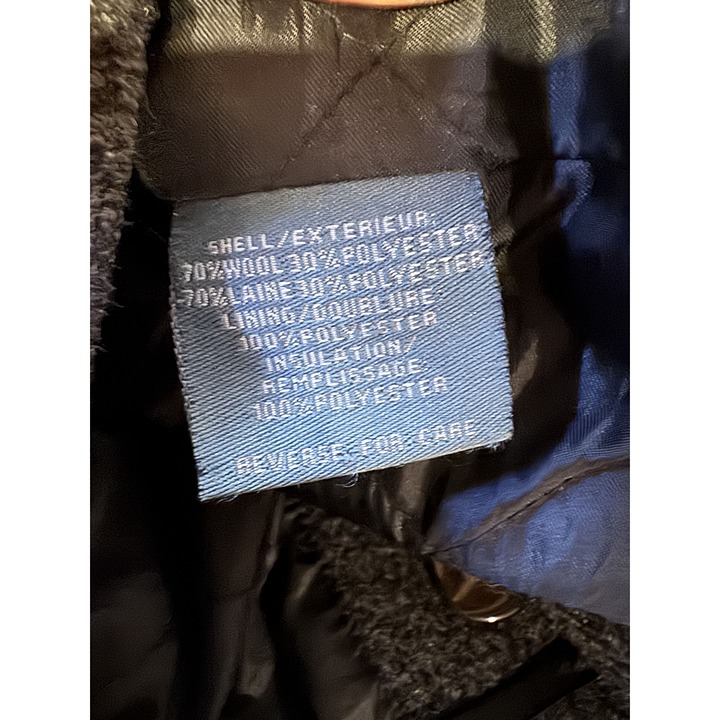 SHELL/EXTERIEUR:
70%WOOL 30%POLYESTER
70%LAINE 30%POLYESTER
LINING/DOUBLURE
100%POLYESTER
INSULATION/
REMPLISSAGE
100%POLYESTER
REVERSE FOR CARE